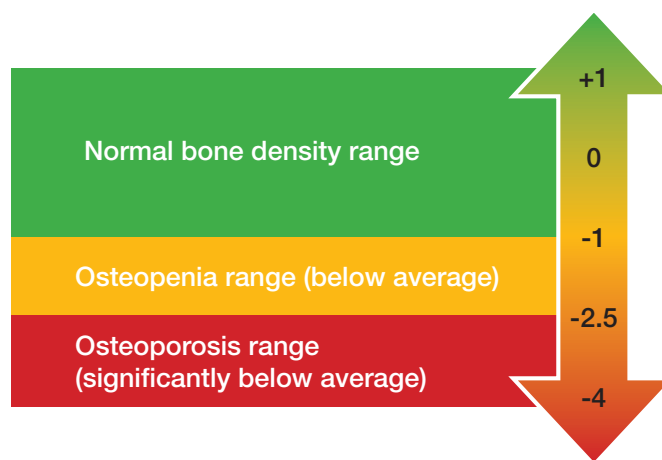 +1
Normal bone density range
0
-1
Osteopenia range (below average)
-2.5
Osteoporosis range
(significantly below average)
-4